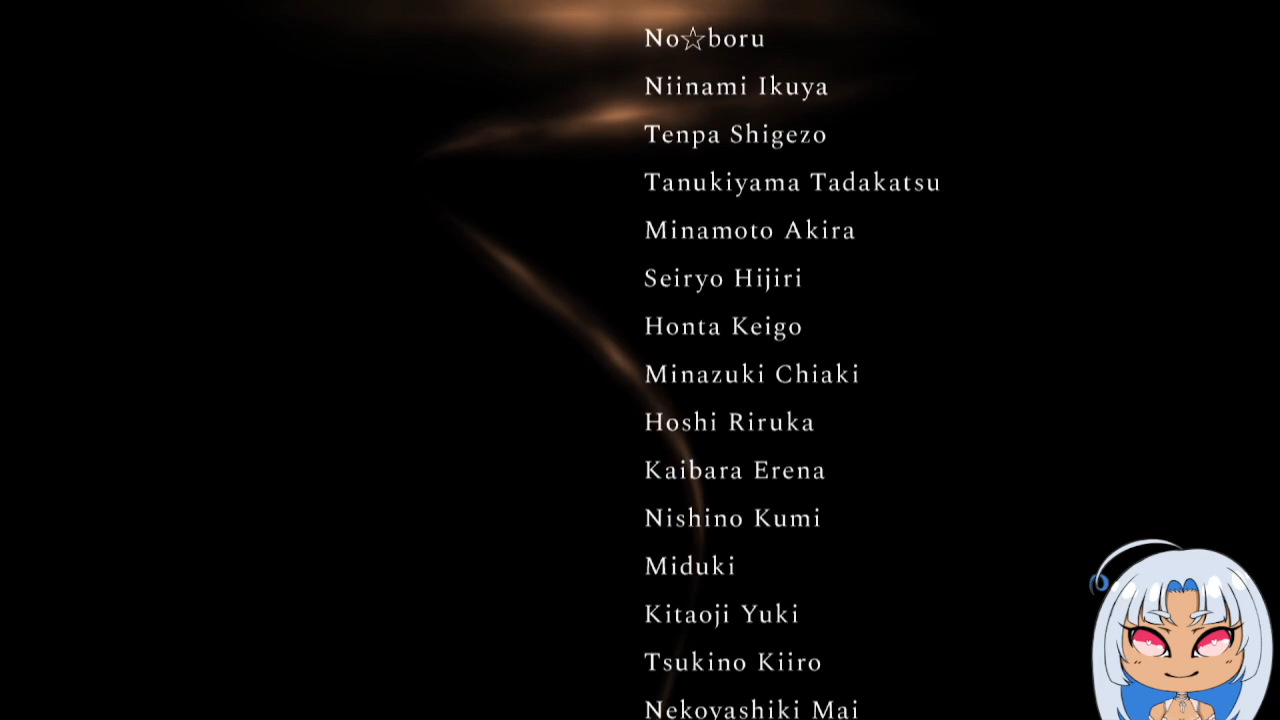 No☆boru
Niinami Ikuya
Tenpa Shigezo
Tanukiyama Tadakatsu
Minamoto Akira
Seiryo Hijiri
Honta Keigo
Minazuki Chiaki
Hoshi Riruka
Kaibara Erena
Nishino Kumi
Miduki
Kitaoji Yuki
Tsukino Kiiro
Nekoyashiki Mai